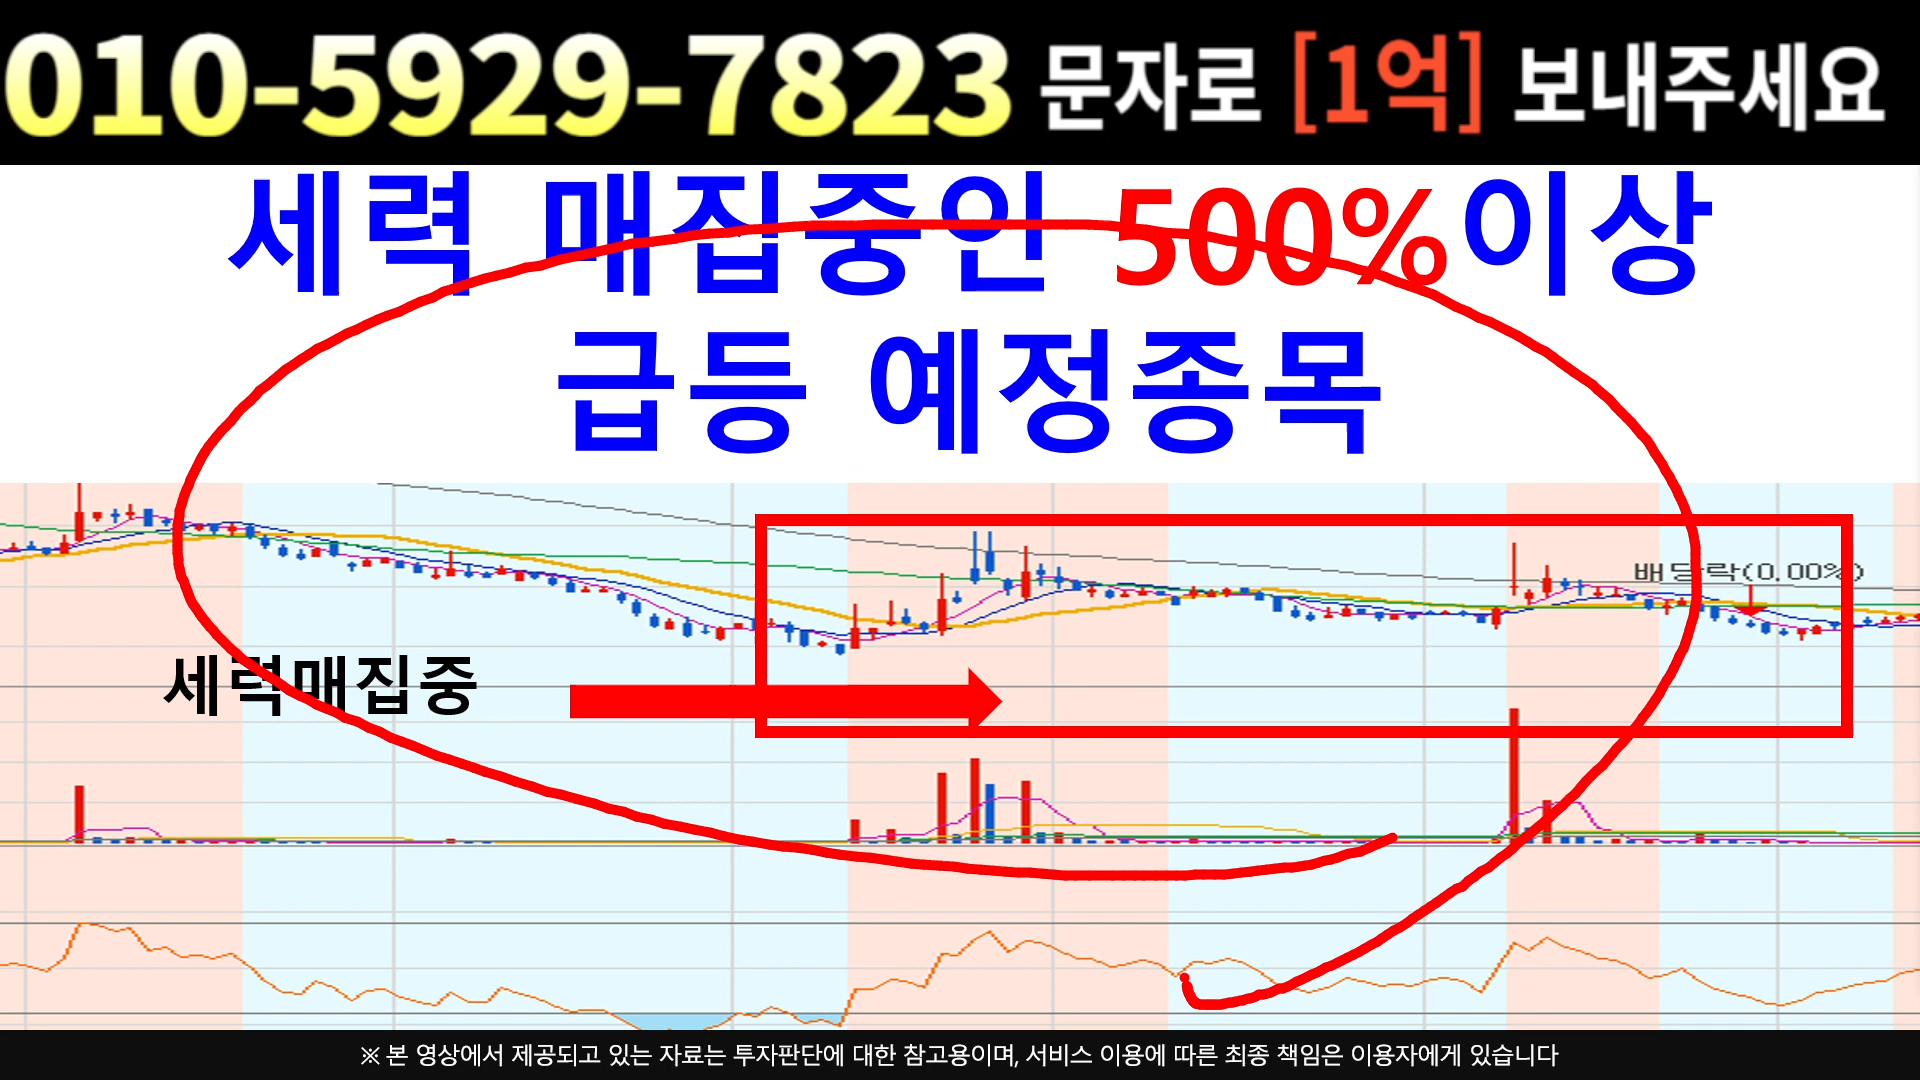 010-5929-7823 문자로 [1억] 보내주세요
세력 매집중인 500%이상
급등 예정종목
배당락(0.00%)
세력매집중
※ 본 영상에서 제공되고 있는 자료는 투자판단에 대한 참고용이며, 서비스 이용에 따른 최종 책임은 이용자에게 있습니다